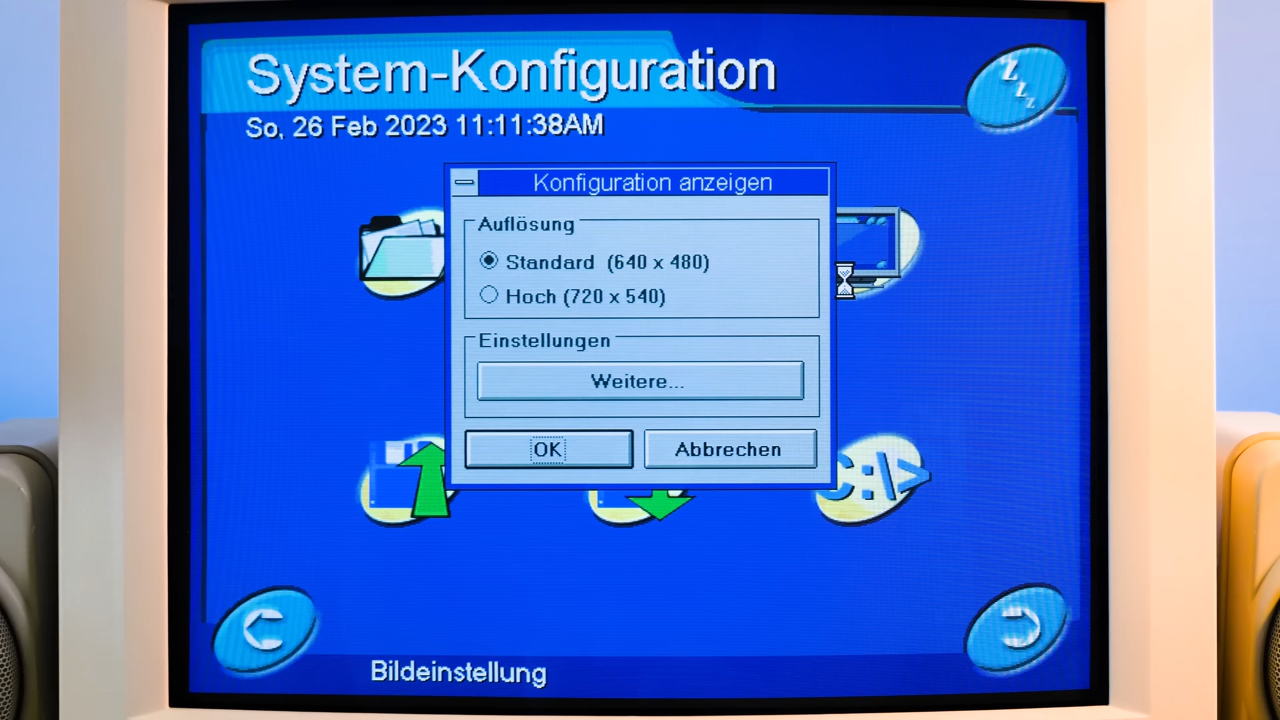 System-Konfiguration
So, 26 Feb 2023 11:11:38AM
zzz
Konfiguration anzeigen
Auflösung
Standard (640 x 480)
Hoch (720 x 540)
Einstellungen
Weitere...
OK
Abbrechen
C:\>
Bildeinstellung